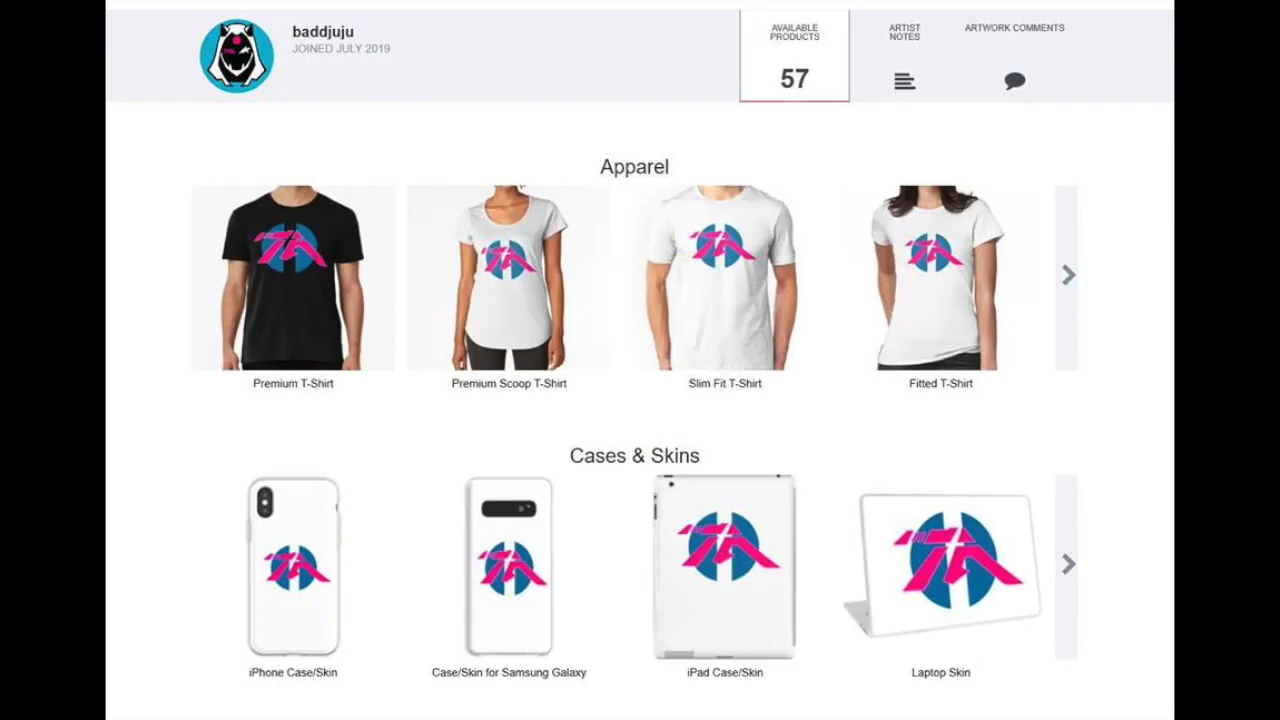 baddjuju
JOINED JULY 2019
AVAILABLE
PRODUCTS
57
ARTIST
NOTES
ARTWORK COMMENTS
Apparel
Premium T-Shirt
Premium Scoop T-Shirt
Slim Fit T-Shirt
Fitted T-Shirt
Cases & Skins
iPhone Case/Skin
Case/Skin for Samsung Galaxy
iPad Case/Skin
Laptop Skin